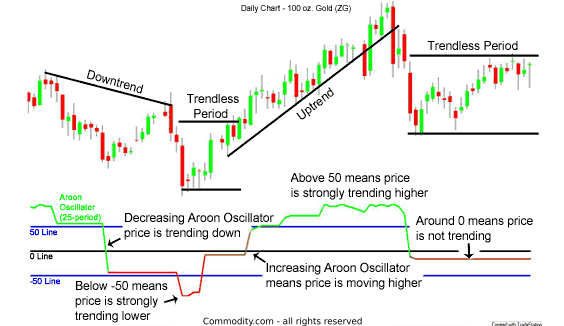 Daily Chart - 100 oz. Gold (ZG)
Downtrend
Trendless
Period
Uptrend
Trendless Period
Aroon
Oscillator
(25-period)
50 Line
0 Line
-50 Line
Decreasing Aroon Oscillator
price is trending down
Above 50 means price
is strongly trending higher
Around 0 means price
is not trending
Below -50 means
price is strongly
trending lower
Increasing Aroon Oscillator
means price is moving higher
Commodity.com - all rights reserved
Created with TradeStation